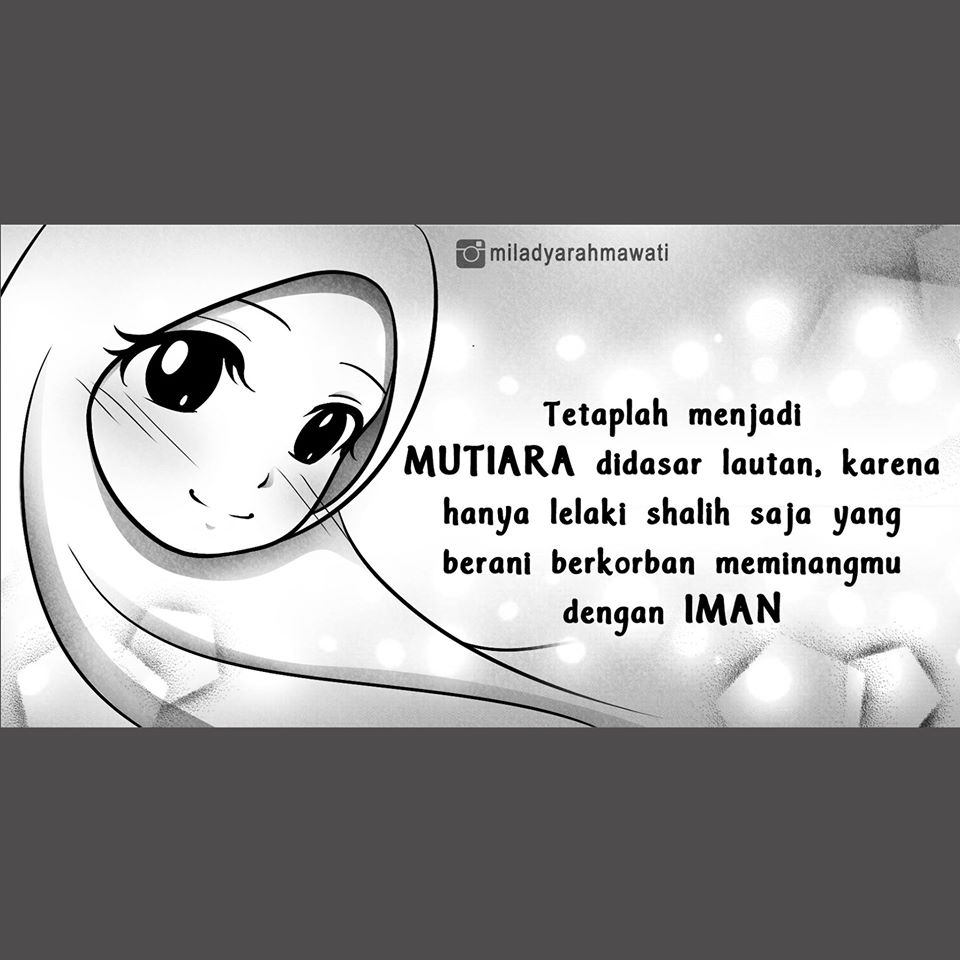 miladyarahmawati
Tetaplah menjadi
MUTIARA didasar lautan, karena
hanya lelaki shalih saja yang
berani berkorban meminangmu
dengan IMAN